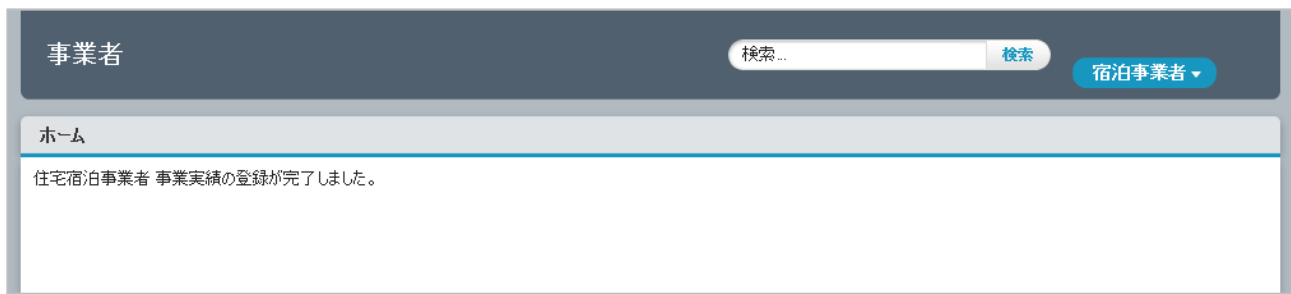 事業者
検索...
検索
宿泊事業者▼
ホーム
住宅宿泊事業者 事業実績の登録が完了しました。